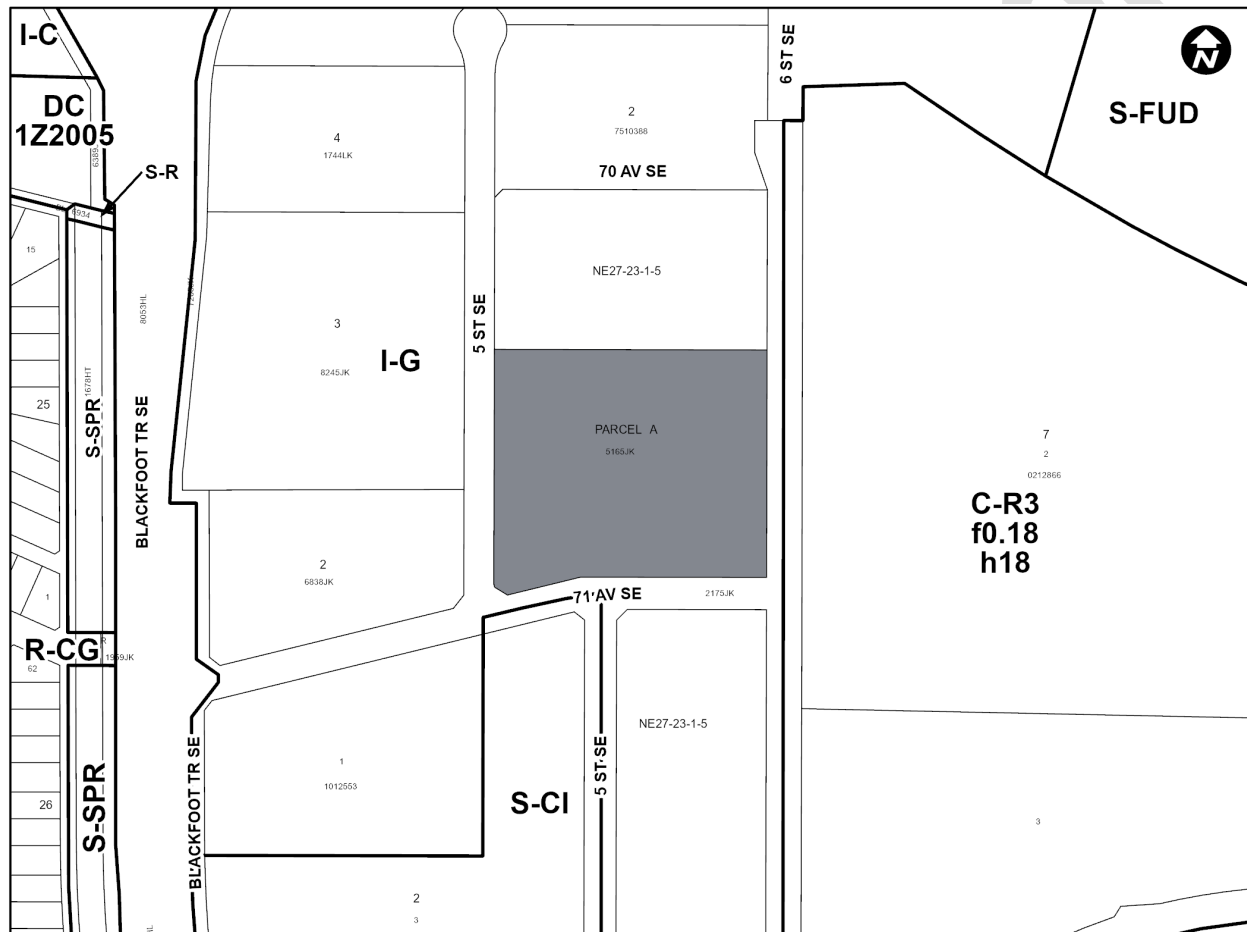 I-C
DC
1Z2005
S-R
6934
15
8053HL
S-SPR
1678HT
25
BLACKFOOT TR SE
1
R-CG
1959JK
62
S-SPR
26
BLACKFOOT TR SE
4
1744LK
3
8245JK
I-G
5 ST SE
2
6838JK
1
1012553
2
3
S-CI
5 ST SE
2
7510388
70 AV SE
NE27-23-1-5
PARCEL A
5165JK
71 AV SE
2175JK
NE27-23-1-5
6 ST SE
N
S-FUD
7
2
0212866
C-R3
f0.18
h18
3